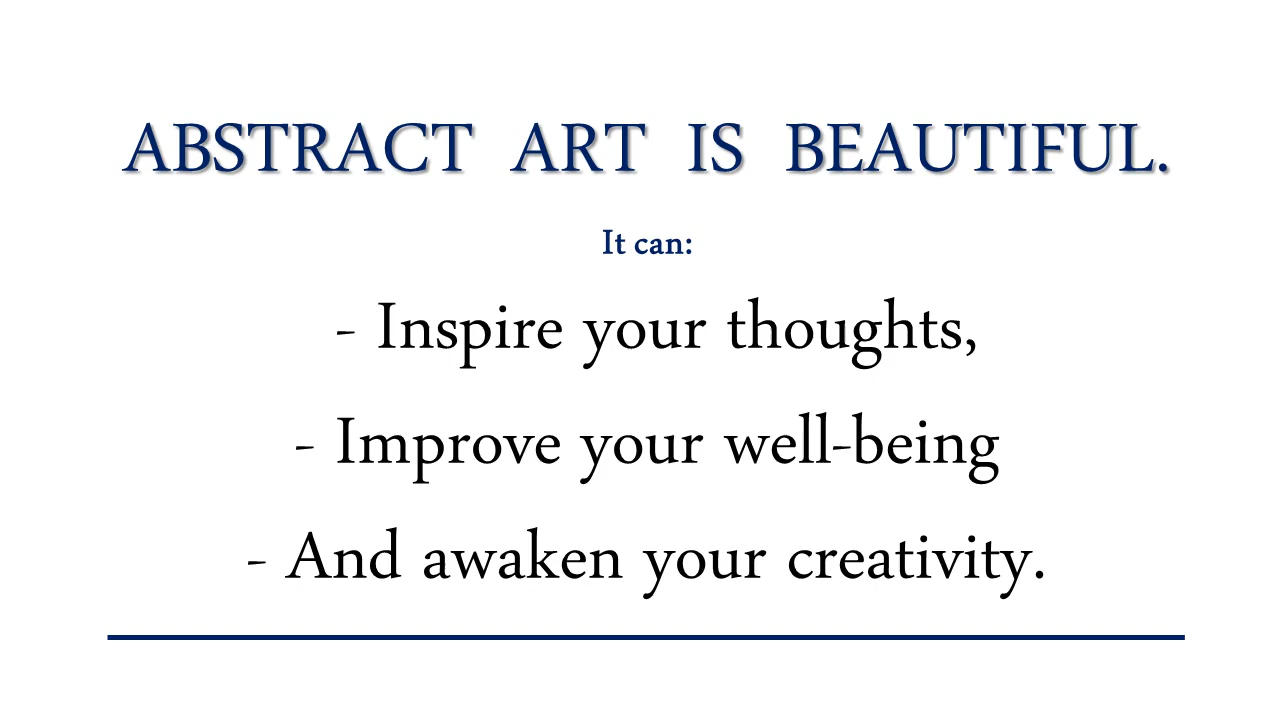 ABSTRACT ART IS BEAUTIFUL.
It can:
- Inspire your thoughts,
- Improve your well-being
- And awaken your creativity.